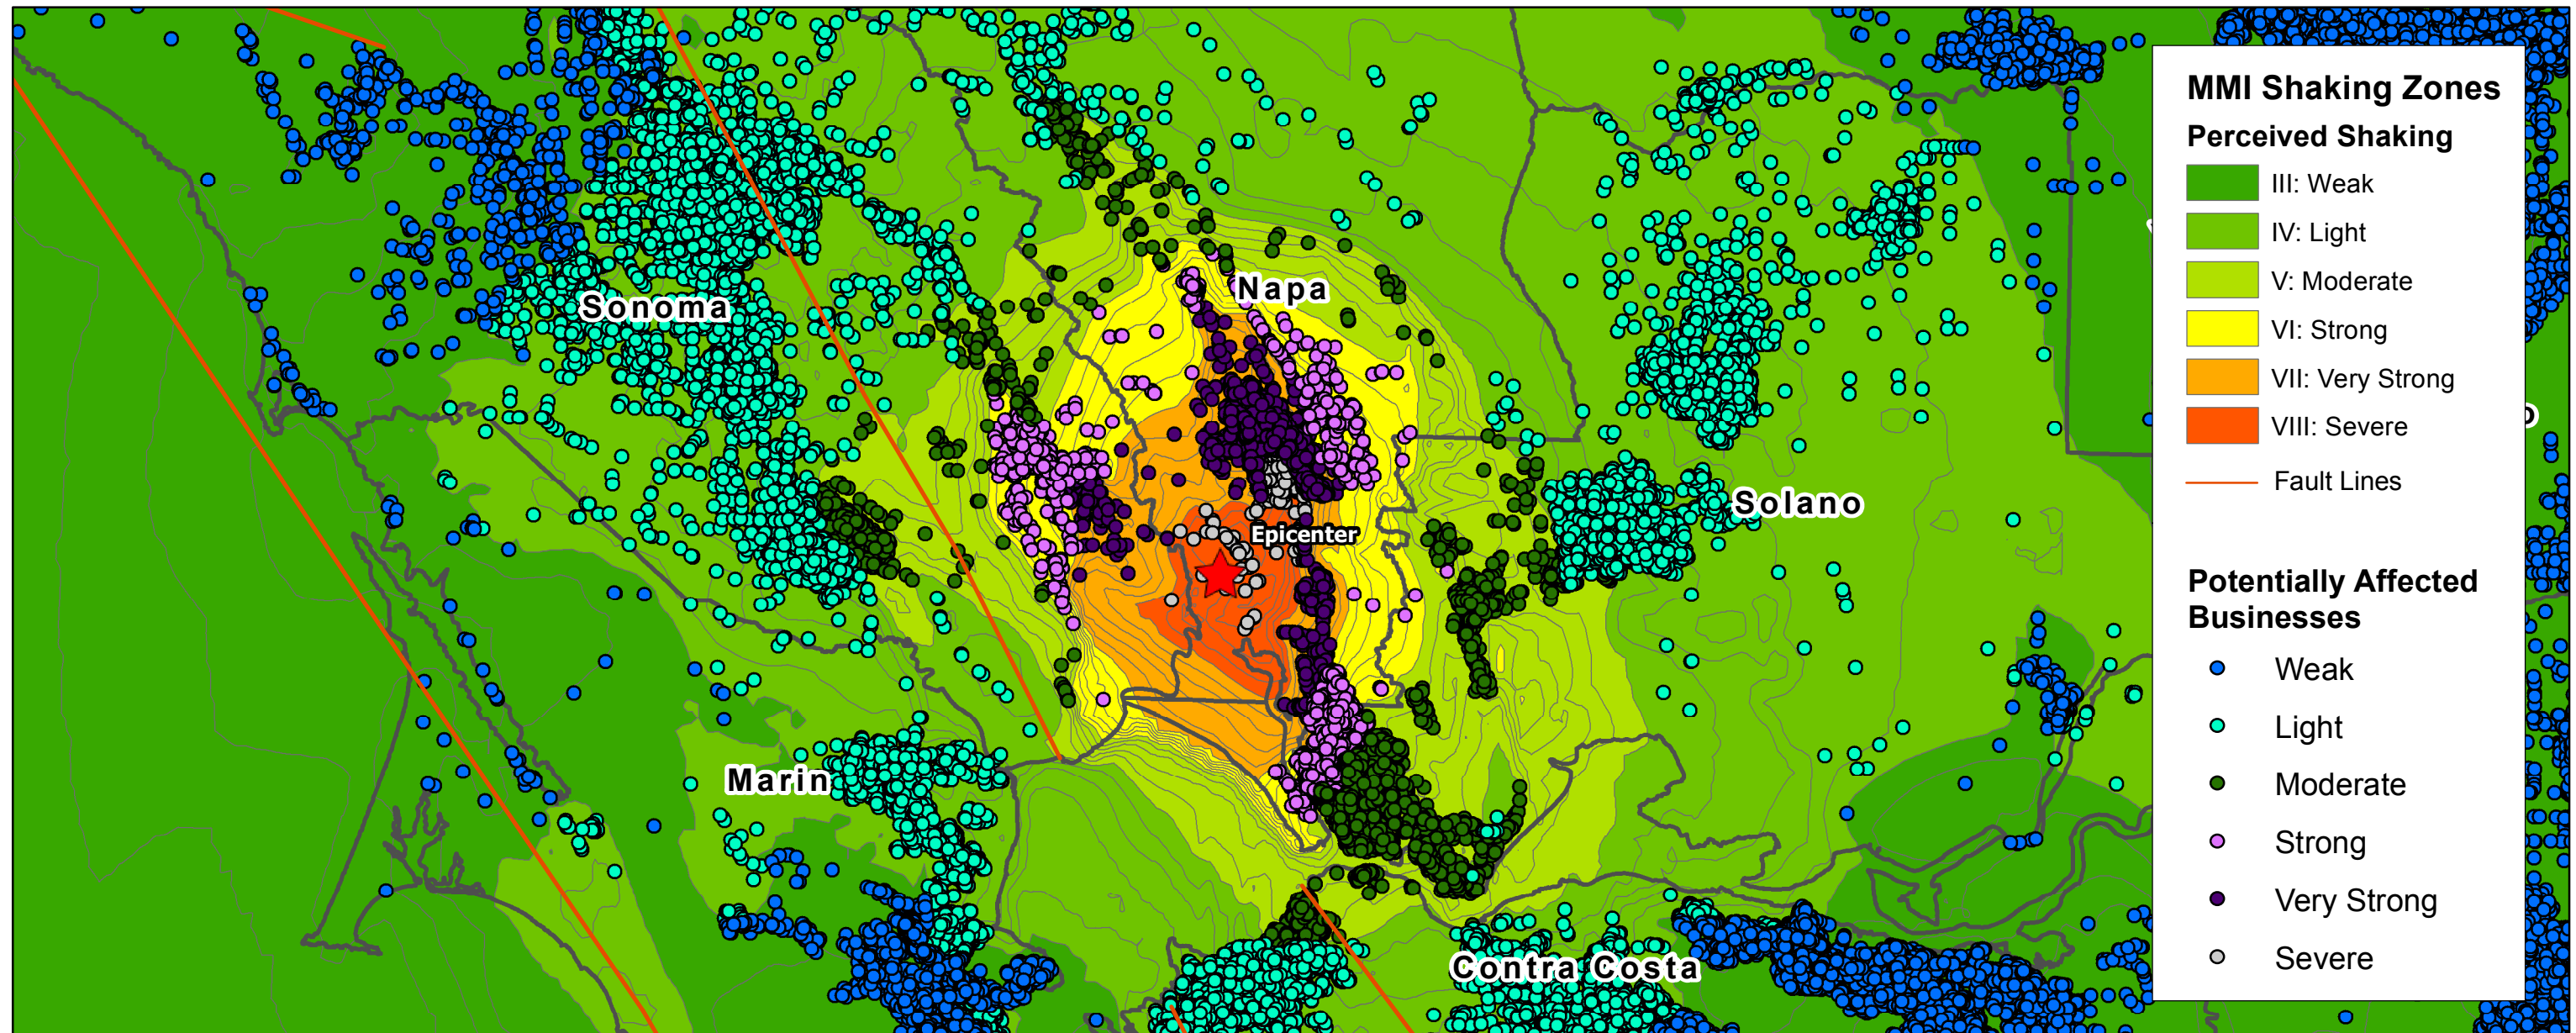 MMI Shaking Zones
Perceived Shaking
III: Weak
IV: Light
V: Moderate
VI: Strong
VII: Very Strong
VIII: Severe
Fault Lines
Potentially Affected
Businesses
Weak
Light
Moderate
Strong
Very Strong
Severe
Napa
Sonoma
Solano
Epicenter
Marin
Contra Costa